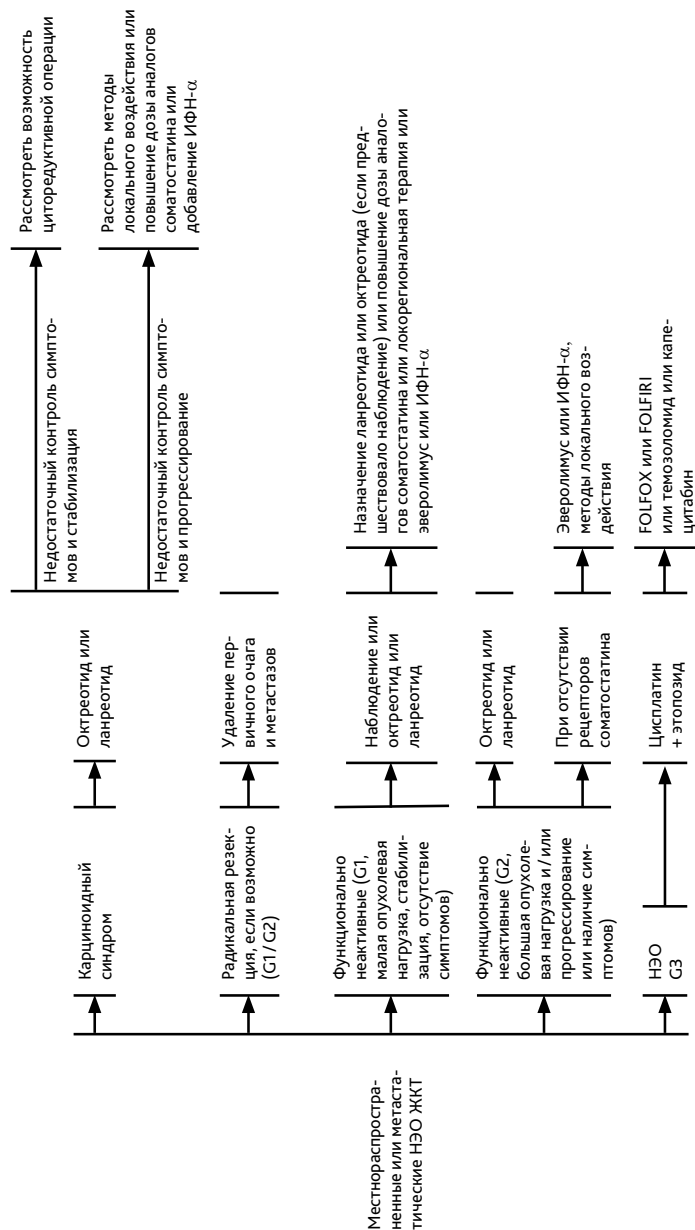 Местнораспростра-
ненные или метаста-
тические НЭО ЖКТ
Карциноидный
синдром
Октреотид или
ланреотид
Недостаточный контроль симпто-
мов и стабилизация
Рассмотреть возможность
циторедуктивной операции
Недостаточный контроль симпто-
мов и прогрессирование
Рассмотреть методы
локального воздействия или
повышение дозы аналогов
соматостатина или
добавление ИФН-α
Радикальная резек-
ция, если возможно
(G1/ G2)
Удаление пер-
вичного очага
и метастазов
Функционально
неактивные (G1,
малая опухолевая
нагрузка, стабили-
зация, отсутствие
симптомов)
Наблюдение или
октреотид или
ланреотид
Назначение ланреотида или октреотида (если пред-
шествовало наблюдение) или повышение дозы анало-
гов соматостатина или локорегиональная терапия или
эверолимус или ИФН-α
Функционально
неактивные (G2,
большая опухоле-
вая нагрузка и / или
прогрессирование
или наличие сим-
птомов)
Октреотид или
ланреотид
При отсутствии
рецепторов
соматостатина
Эверолимус или ИФН-α,
методы локального воз-
действия
НЭО
G3
Цисплатин
+ этопозид
FOLFOX или FOLFIRI
или темозоломид или капе-
цитабин